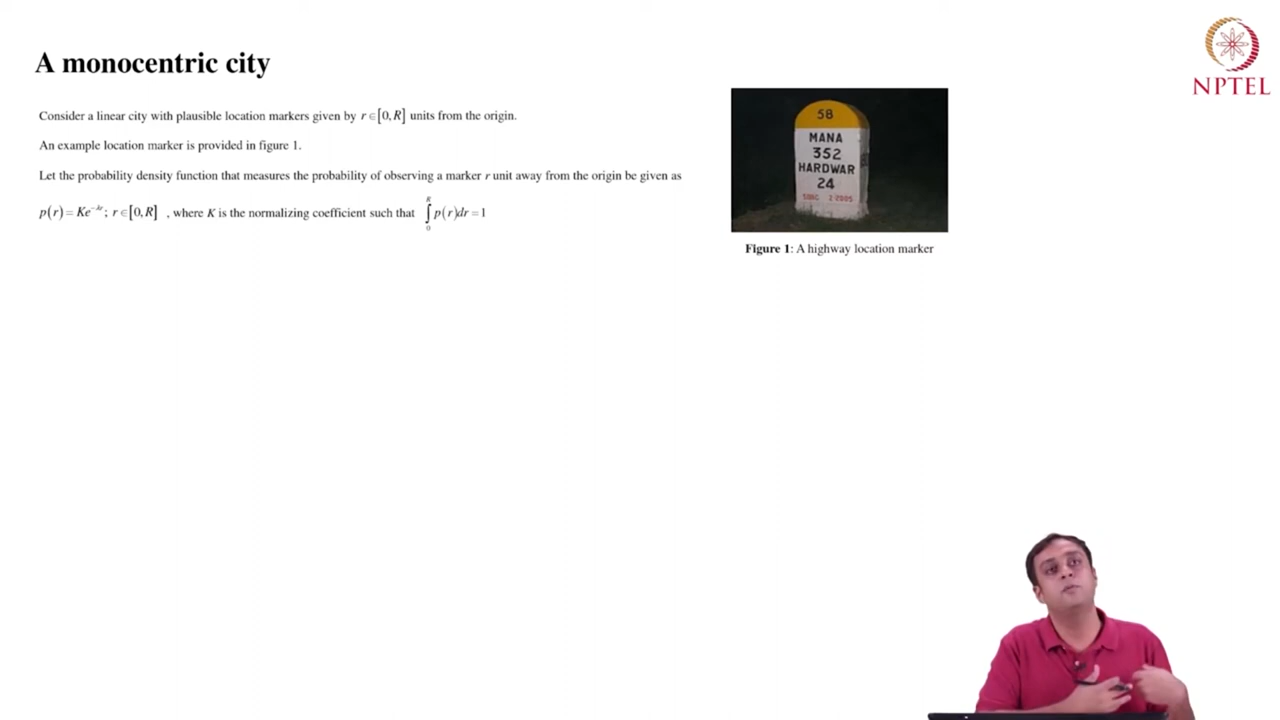 A monocentric city
NPTEL
Consider a linear city with plausible location markers given by r ∈ [0, R] units from the origin.
An example location marker is provided in figure 1.
Let the probability density function that measures the probability of observing a marker r unit away from the origin be given as
p(r) = Ke^{-λr}; r ∈ [0, R] , where K is the normalizing coefficient such that ∫_0^R p(r)dr = 1
58
MANA
352
HARDWAR
24
2005
Figure 1: A highway location marker